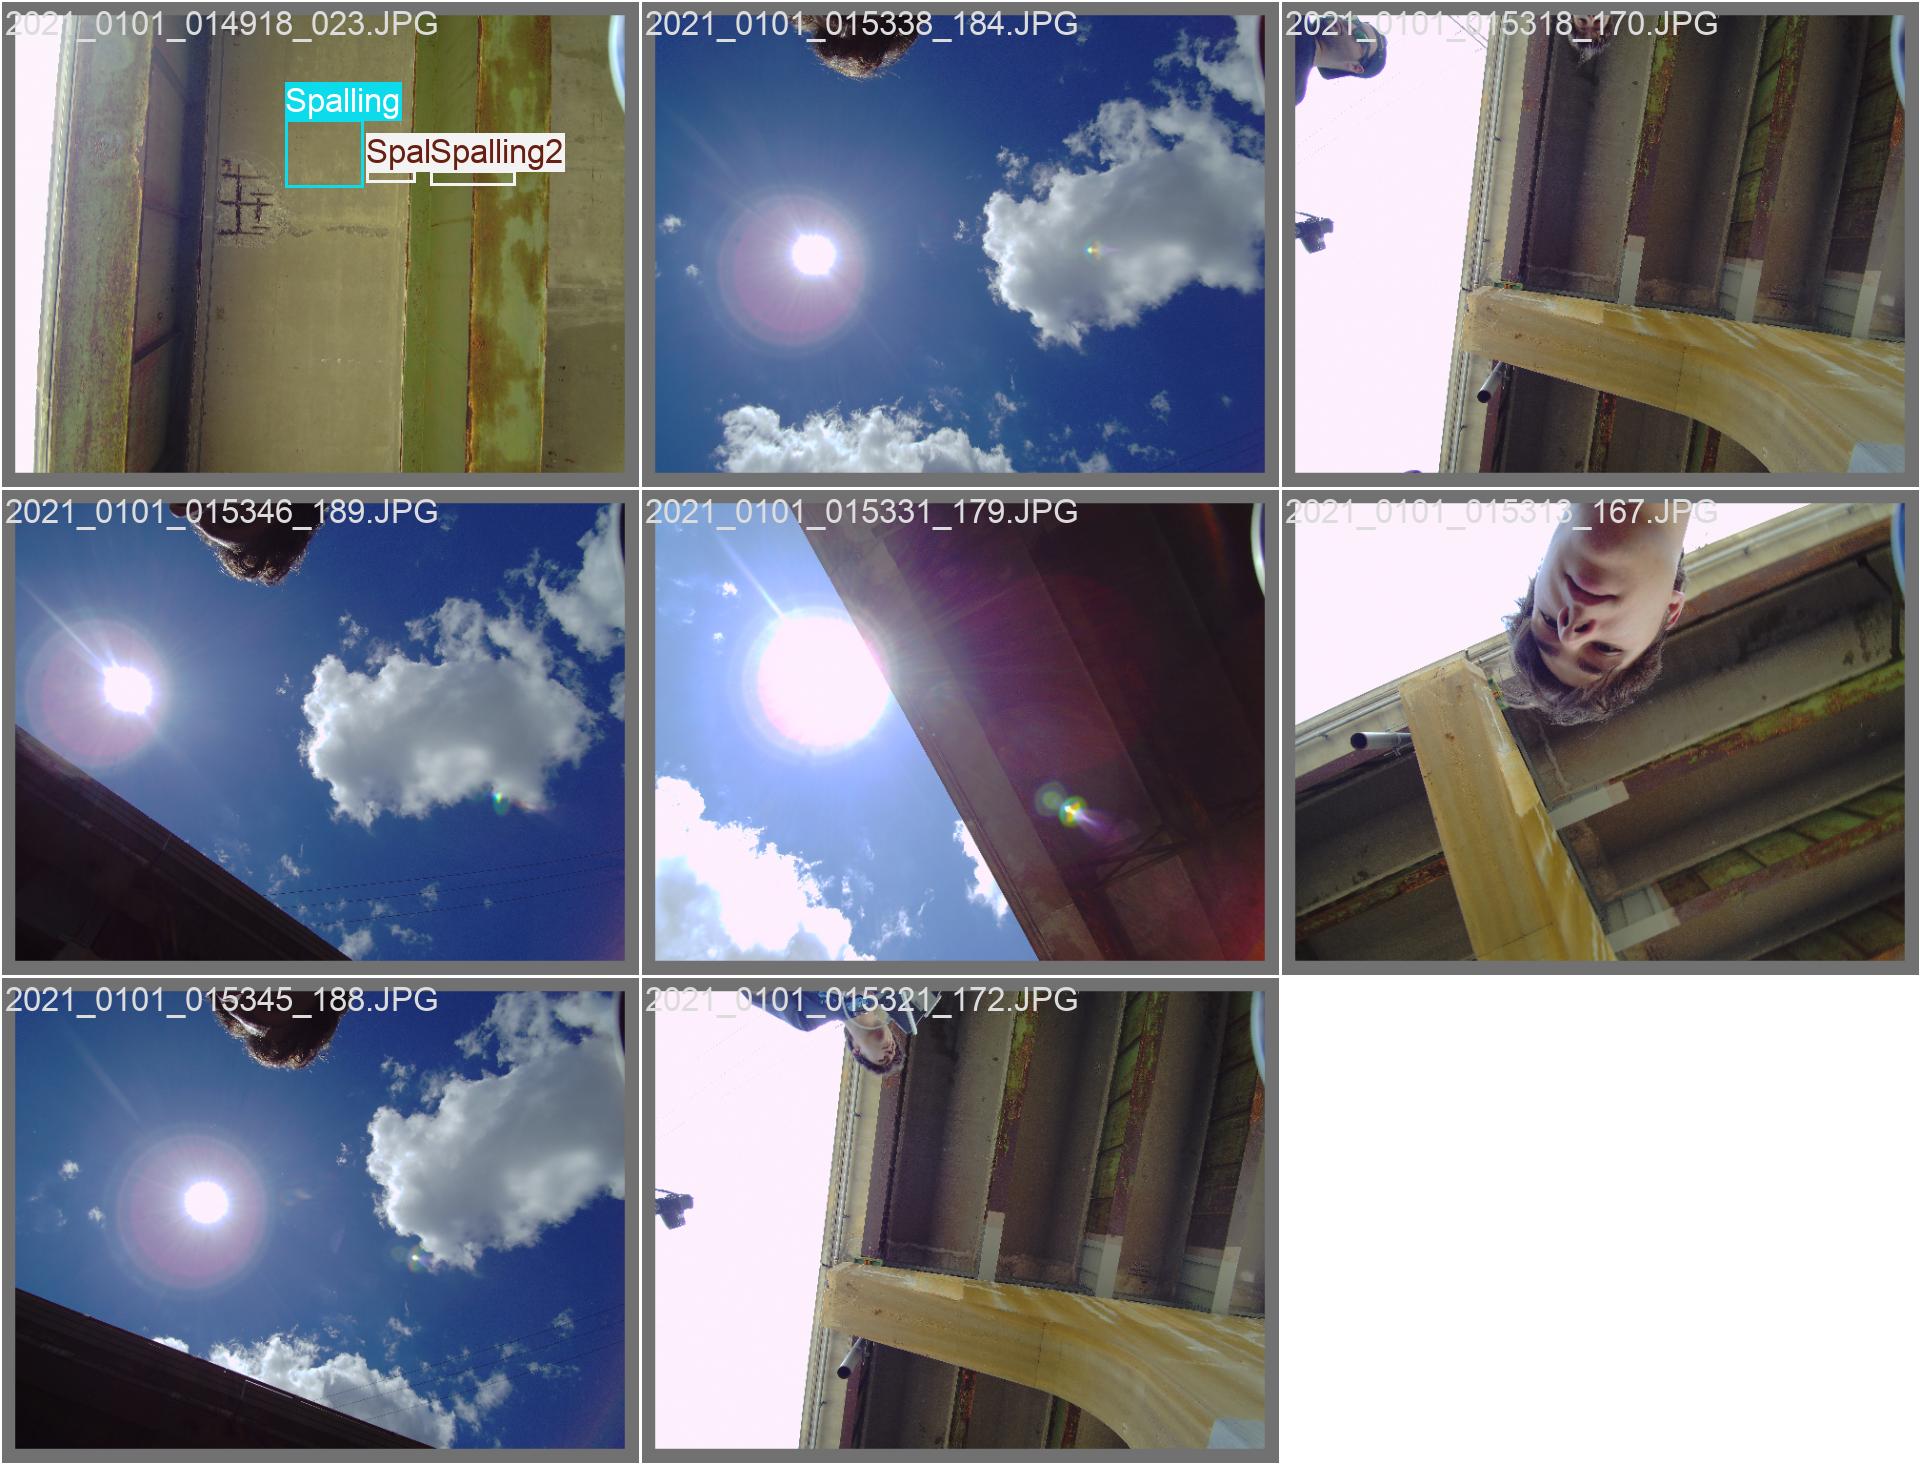 2021_0101_014918_023.JPG
2021_0101_015338_184.JPG
2021_0101_015318_170.JPG
Spalling
SpalSpalling2
2021_0101_015346_189.JPG
2021_0101_015331_179.JPG
2021_0101_015313_167.JPG
2021_0101_015345_188.JPG
2021_0101_015321_172.JPG